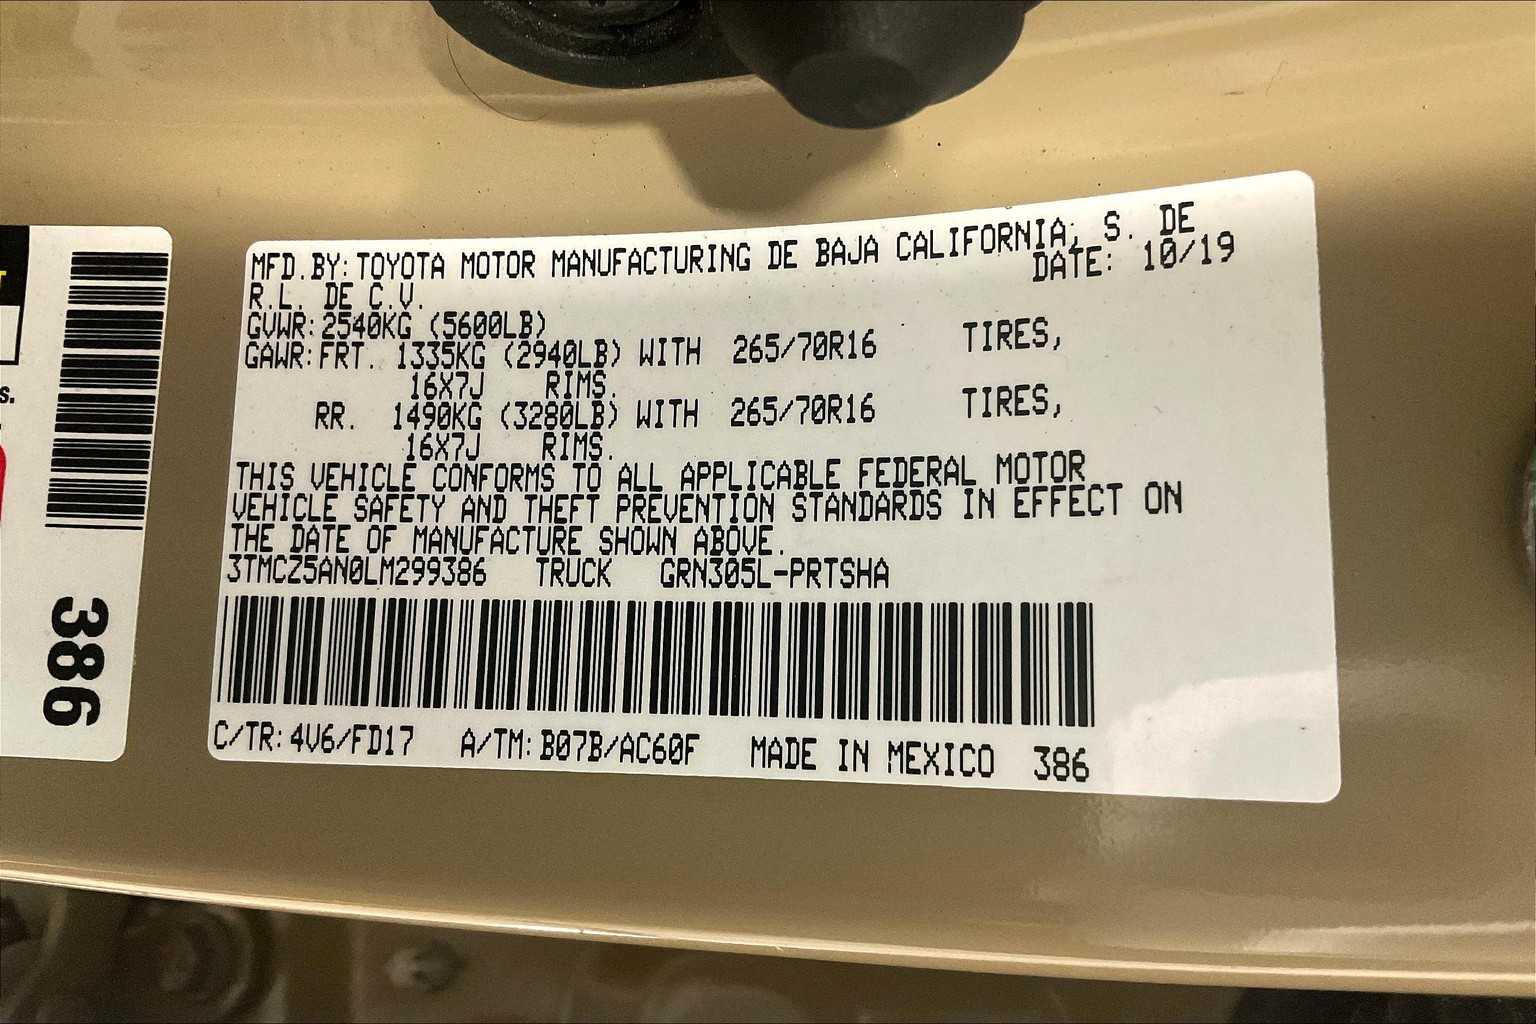 MFD.BY: TOYOTA MOTOR MANUFACTURING DE BAJA CALIFORNIA, S. DE
R.L. DE C.V. DATE: 10/19
GVWR: 2540KG (5600LB)
GAWR: FRT. 1335KG (2940LB) WITH 265/70R16 TIRES,
16X7J RIMS.
RR. 1490KG (3280LB) WITH 265/70R16 TIRES,
16X7J RIMS.
THIS VEHICLE CONFORMS TO ALL APPLICABLE FEDERAL MOTOR
VEHICLE SAFETY AND THEFT PREVENTION STANDARDS IN EFFECT ON
THE DATE OF MANUFACTURE SHOWN ABOVE.
3TMCZ5AN0LM299386 TRUCK GRN305L-PRTSHA
C/TR: 4V6/FD17 A/TM: B07B/AC60F MADE IN MEXICO 386
386